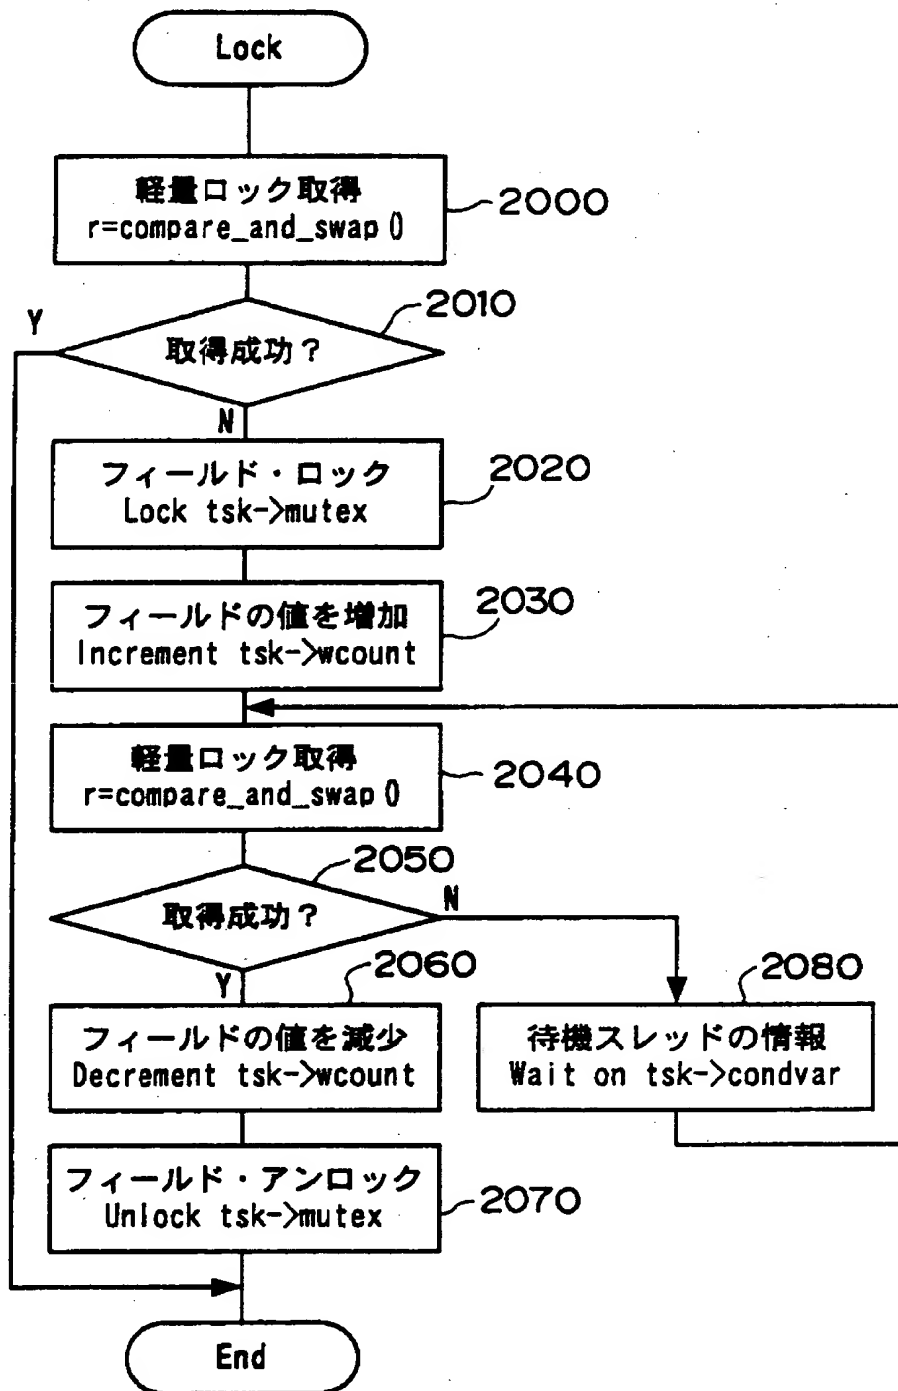 Lock
軽量ロック取得
r=compare_and_swap()
2000
2010
Y
取得成功?
N
フィールド・ロック
Lock tsk->mutex
2020
フィールドの値を増加
Increment tsk->wcount
2030
軽量ロック取得
r=compare_and_swap()
2040
2050
N
取得成功?
Y
2060
フィールドの値を減少
Decrement tsk->wcount
2080
待機スレッドの情報
Wait on tsk->condvar
フィールド・アンロック
Unlock tsk->mutex
2070
End